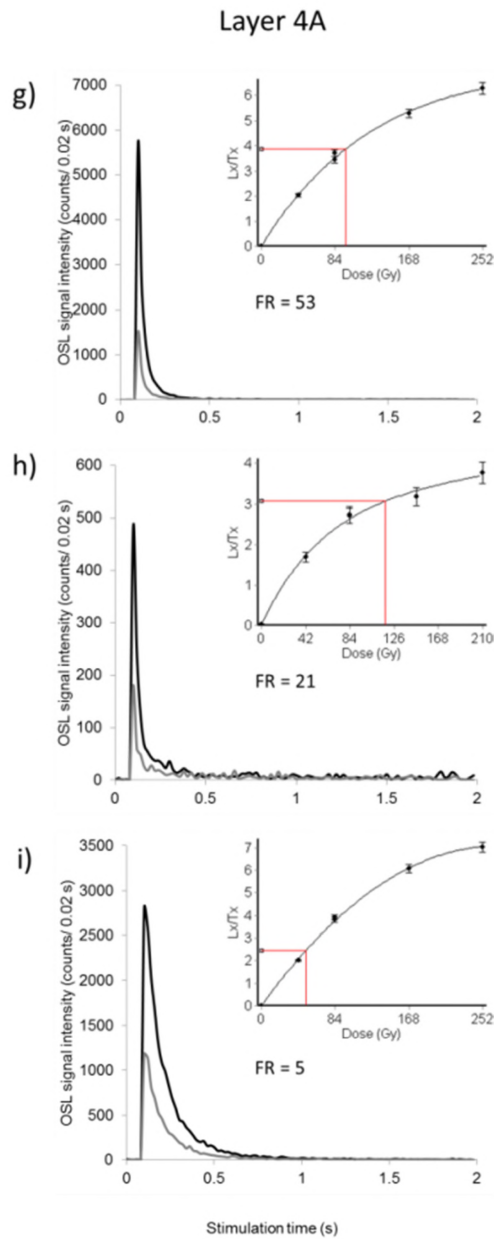 Layer 4A
g)
OSL signal intensity (counts/ 0.02 s)
7000
6000
5000
4000
3000
2000
1000
0
0 0.5 1 1.5 2
Lx/Tx
6
5
4
3
2
1
0
0 84 168 252
Dose (Gy)
FR = 53
h)
OSL signal intensity (counts/ 0.02 s)
600
500
400
300
200
100
0
0 0.5 1 1.5 2
Lx/Tx
4
3
2
1
0
0 42 84 126 168 210
Dose (Gy)
FR = 21
i)
OSL signal intensity (counts/ 0.02 s)
3500
3000
2500
2000
1500
1000
500
0
0 0.5 1 1.5 2
Lx/Tx
7
6
5
4
3
2
1
0
0 84 168 252
Dose (Gy)
FR = 5
Stimulation time (s)